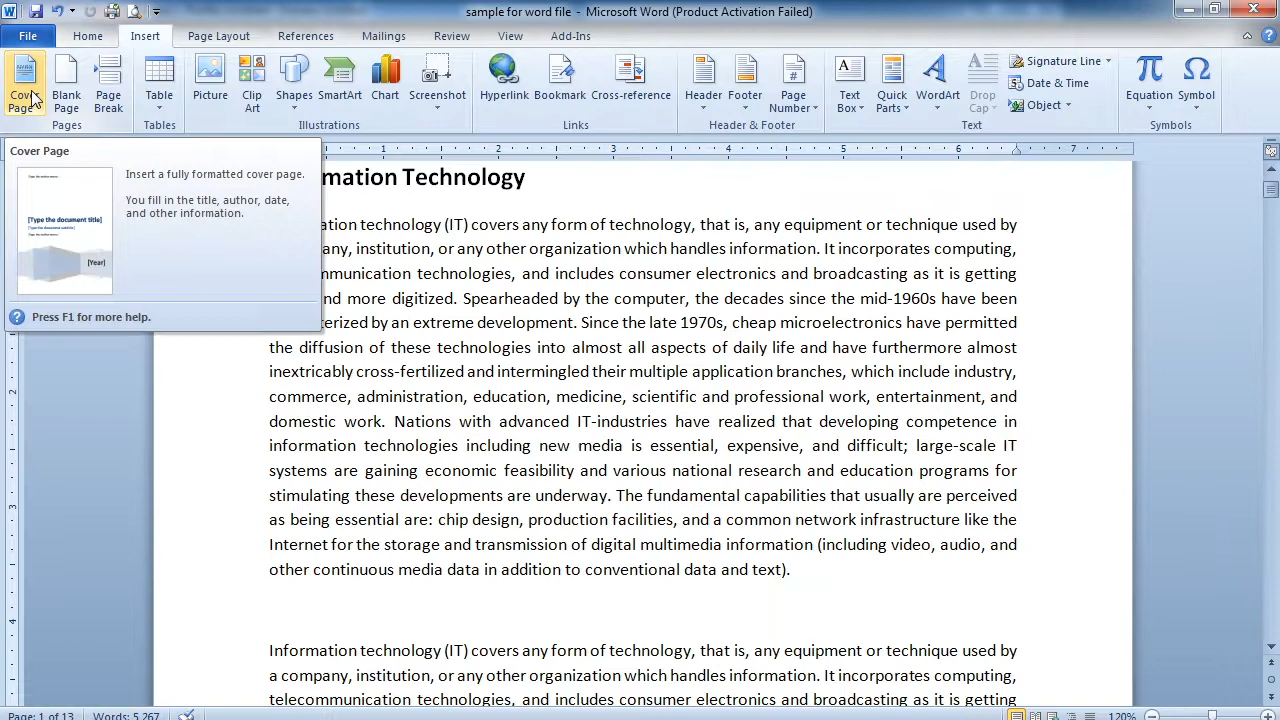 sample for word file - Microsoft Word (Product Activation Failed)
File Home Insert Page Layout References Mailings Review View Add-Ins
Cover Page
Blank Page
Page Break
Table
Picture
Clip Art
Shapes
SmartArt
Chart
Screenshot
Hyperlink
Bookmark
Cross-reference
Header
Footer
Page Number
Text Box
Quick Parts
WordArt
Drop Cap
Signature Line
Date & Time
Object
Equation
Symbol
Pages Tables Illustrations Links Header & Footer Text Symbols
Cover Page
Insert a fully formatted cover page.
You fill in the title, author, date,
and other information.
[Type the document title]
[Year]
Press F1 for more help.
1 2 3 4 5 6 7
mation Technology
ation technology (IT) covers any form of technology, that is, any equipment or technique used by
any, institution, or any other organization which handles information. It incorporates computing,
mmunication technologies, and includes consumer electronics and broadcasting as it is getting
nd more digitized. Spearheaded by the computer, the decades since the mid-1960s have been
terized by an extreme development. Since the late 1970s, cheap microelectronics have permitted
the diffusion of these technologies into almost all aspects of daily life and have furthermore almost
inextricably cross-fertilized and intermingled their multiple application branches, which include industry,
commerce, administration, education, medicine, scientific and professional work, entertainment, and
domestic work. Nations with advanced IT-industries have realized that developing competence in
information technologies including new media is essential, expensive, and difficult; large-scale IT
systems are gaining economic feasibility and various national research and education programs for
stimulating these developments are underway. The fundamental capabilities that usually are perceived
as being essential are: chip design, production facilities, and a common network infrastructure like the
Internet for the storage and transmission of digital multimedia information (including video, audio, and
other continuous media data in addition to conventional data and text).
Information technology (IT) covers any form of technology, that is, any equipment or technique used by
a company, institution, or any other organization which handles information. It incorporates computing,
telecommunication technologies, and includes consumer electronics and broadcasting as it is getting
2
3
4
Page: 1 of 13 Words: 5,267 120%